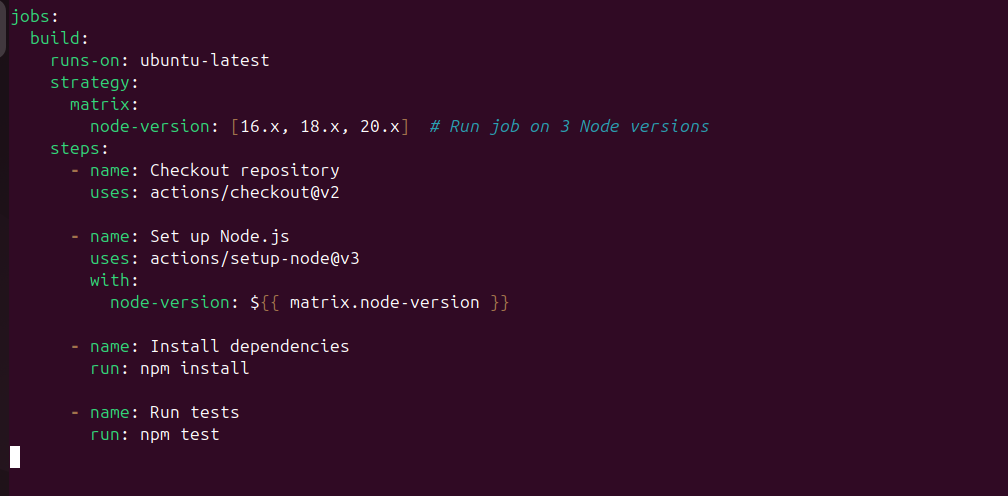 jobs:
  build:
    runs-on: ubuntu-latest
    strategy:
      matrix:
        node-version: [16.x, 18.x, 20.x]  # Run job on 3 Node versions
    steps:
      - name: Checkout repository
        uses: actions/checkout@v2

      - name: Set up Node.js
        uses: actions/setup-node@v3
        with:
          node-version: ${{ matrix.node-version }}

      - name: Install dependencies
        run: npm install

      - name: Run tests
        run: npm test